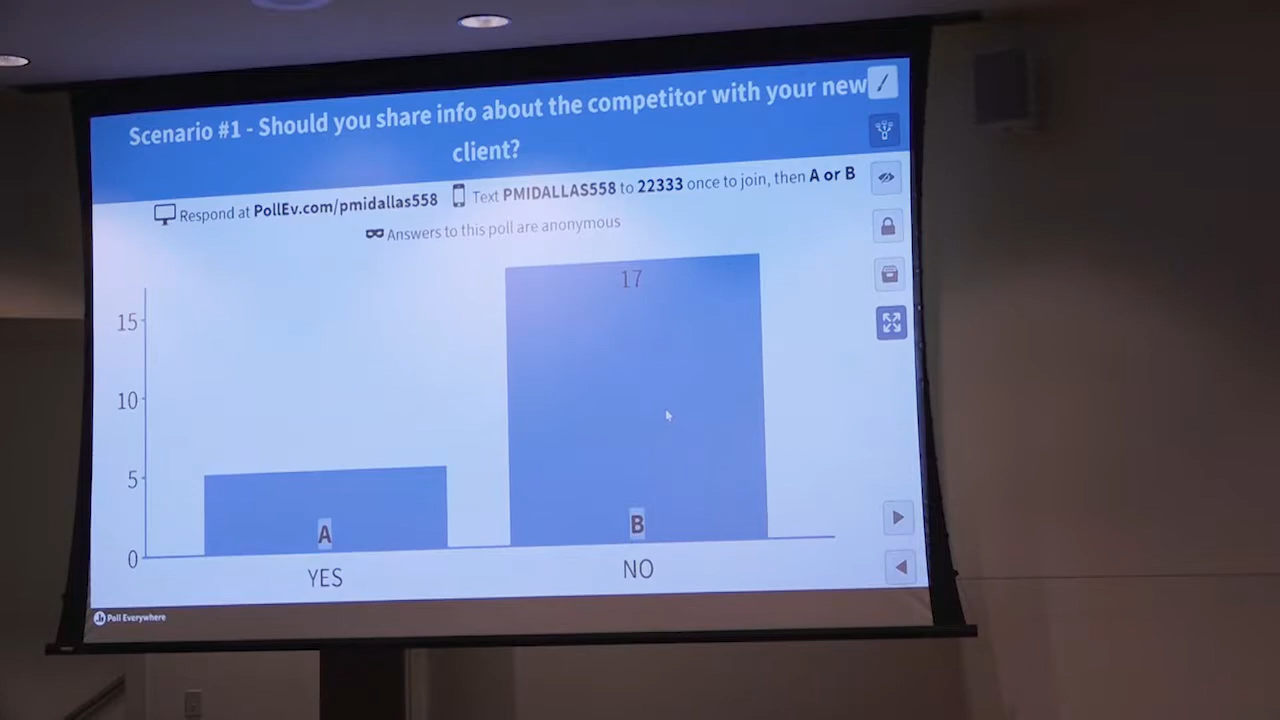 Scenario #1 - Should you share info about the competitor with your new
client?
Respond at PollEv.com/pmidallas558 Text PMIDALLAS558 to 22333 once to join, then A or B
Answers to this poll are anonymous
17
15
10
5
0
A
B
YES
NO
Poll Everywhere